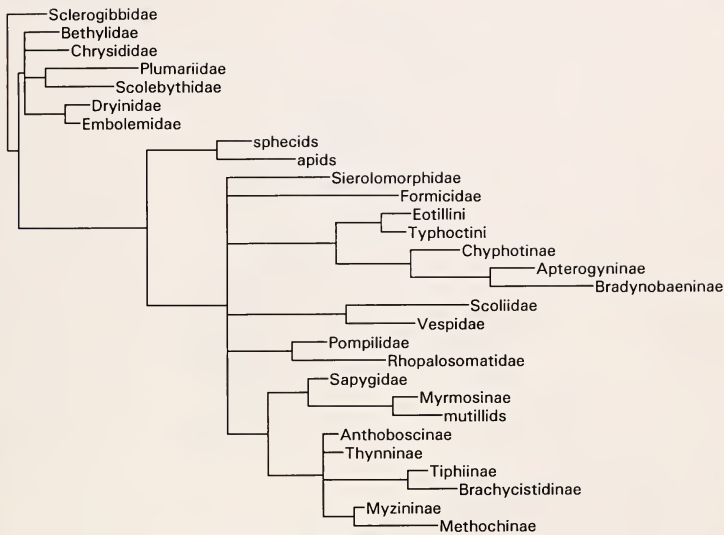 Sclerogibbidae
Bethylidae
Chrysididae
Plumariidae
Scolebythidae
Dryinidae
Embolemidae
sphecids
apids
Sierolomorphidae
Formicidae
Eotillini
Typhoctini
Chyphotinae
Apterogyninae
Bradynobaeninae
Scoliidae
Vespidae
Pompilidae
Rhopalosomatidae
Sapygidae
Myrmosinae
mutillids
Anthoboscinae
Thynninae
Tiphiinae
Brachycistidinae
Myzininae
Methochinae